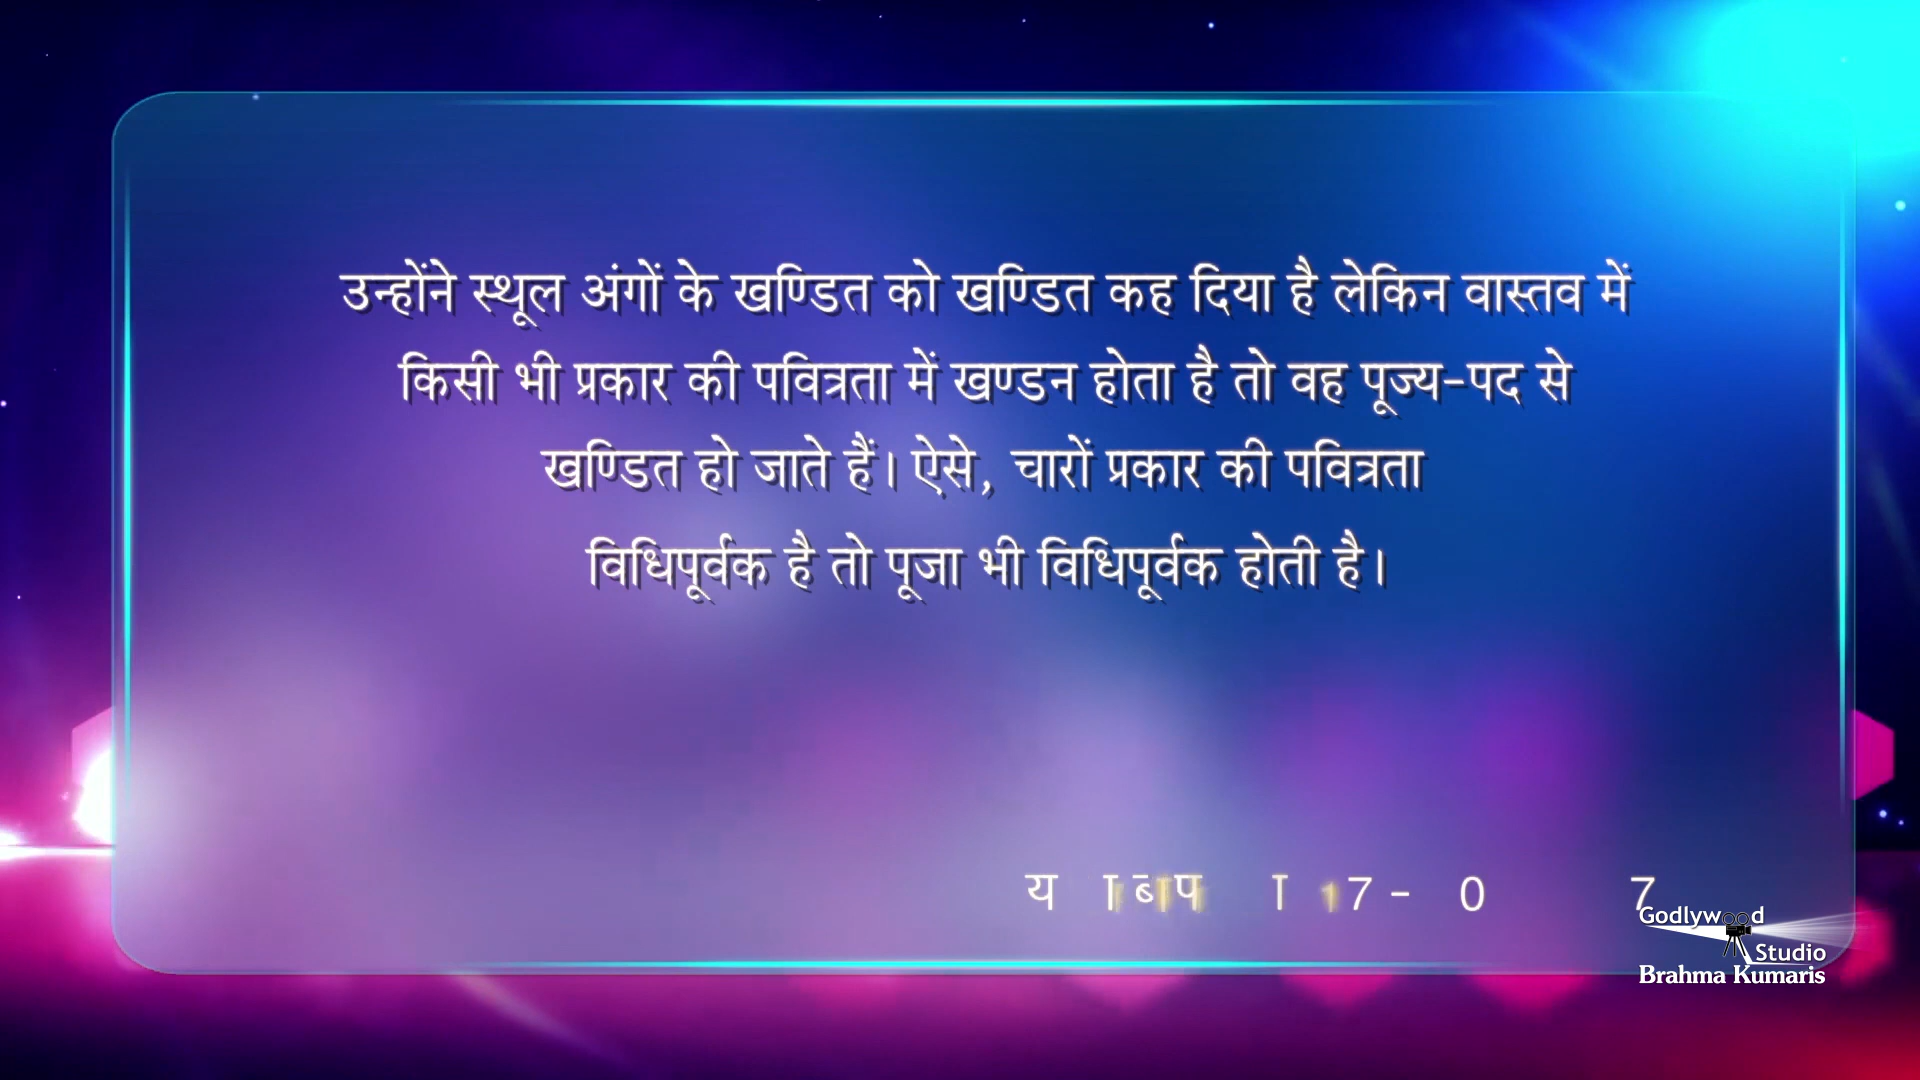 उन्होंने स्थूल अंगों के खण्डित को खण्डित कह दिया है लेकिन वास्तव में
किसी भी प्रकार की पवित्रता में खण्डन होता है तो वह पूज्य-पद से
खण्डित हो जाते हैं। ऐसे, चारों प्रकार की पवित्रता
विधिपूर्वक है तो पूजा भी विधिपूर्वक होती है।
Godlywood
Studio
Brahma Kumaris